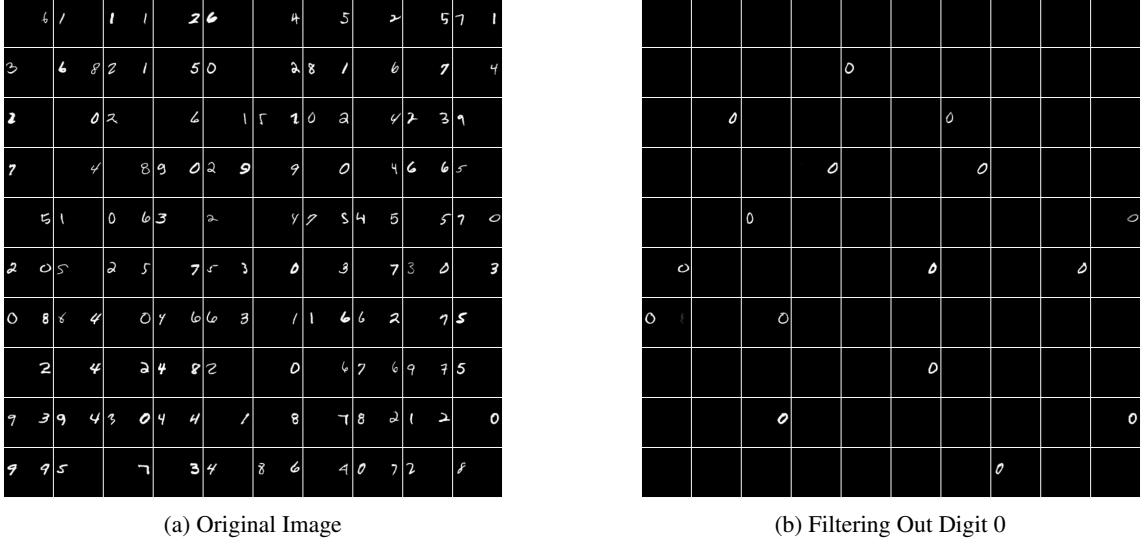 6 1 1 1 2 6 4 5 2 5 7 1
3 6 8 2 1 5 0 2 8 1 6 7 4 0
2 0 2 6 1 5 1 0 2 4 2 3 9 0 0
7 4 8 9 0 2 9 9 0 4 6 6 5 0 0
5 1 0 6 3 2 4 7 5 4 5 5 7 0 0 0
2 0 5 2 5 7 5 3 0 3 7 3 0 3 0 0 0
0 8 8 4 0 4 6 6 3 1 1 6 6 2 7 5 0 0
2 4 2 4 8 2 0 6 7 6 9 7 5 0
9 3 9 4 3 0 4 4 1 8 7 8 2 1 2 0 0 0
9 9 5 7 3 4 8 6 4 0 7 2 8 0
(a) Original Image
(b) Filtering Out Digit 0